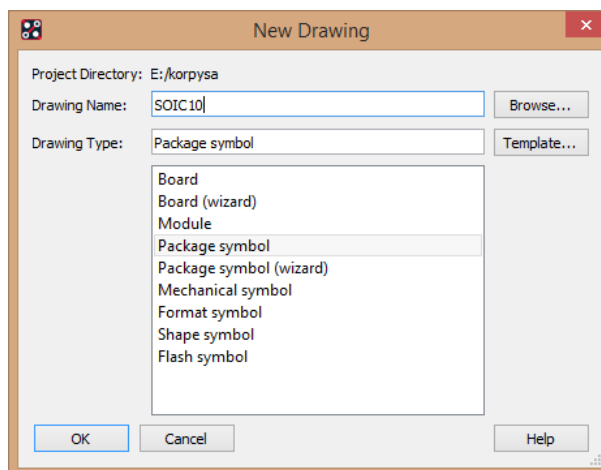 New Drawing
Project Directory: E:/korpysa
Drawing Name: SOIC10 Browse...
Drawing Type: Package symbol Template...
Board
Board (wizard)
Module
Package symbol
Package symbol (wizard)
Mechanical symbol
Format symbol
Shape symbol
Flash symbol
OK Cancel Help